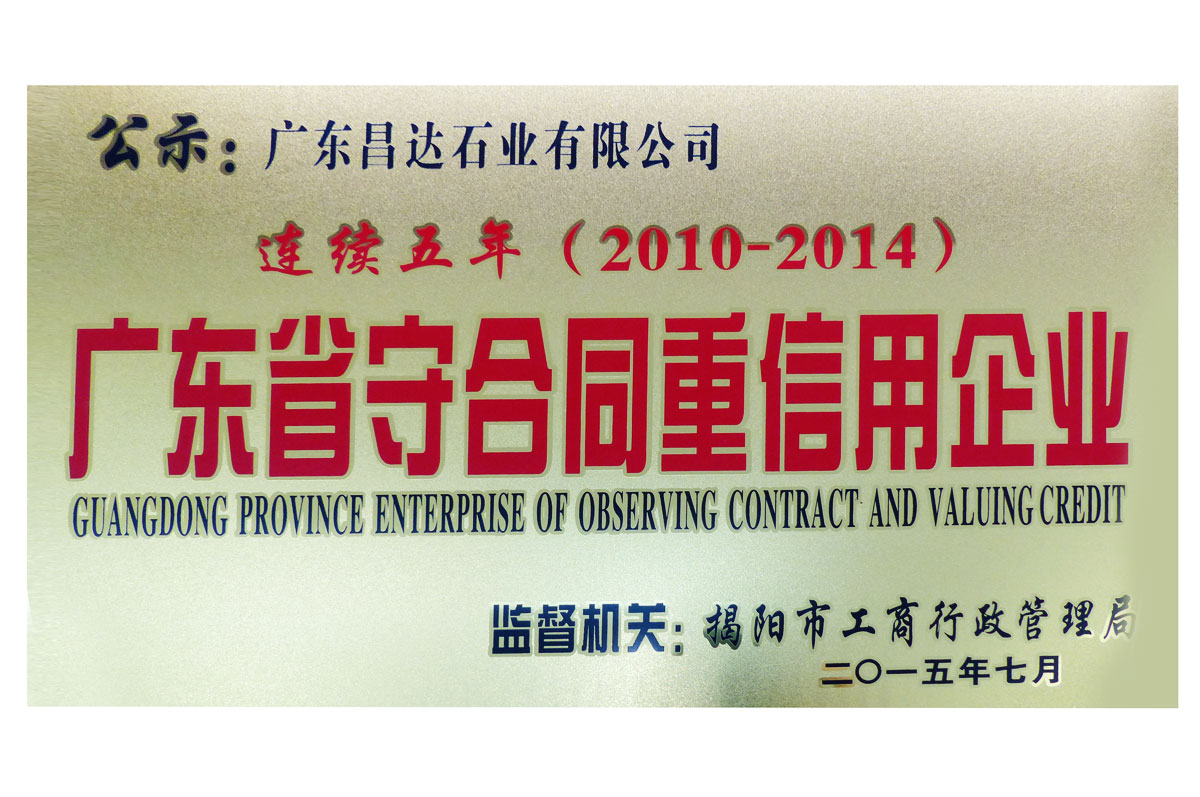 公示：广东昌达石业有限公司
连续五年（2010-2014）
广东省守合同重信用企业
GUANGDONG PROVINCE ENTERPRISE OF OBSERVING CONTRACT AND VALUING CREDIT
监督机关：揭阳市工商行政管理局
二〇一五年七月